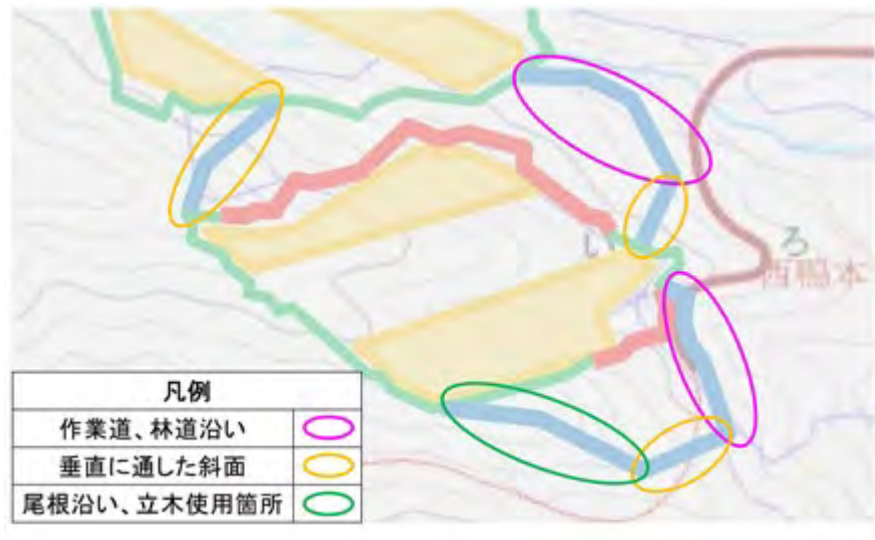 い
ろ
西鴨本
凡例
作業道、林道沿い
垂直に通した斜面
尾根沿い、立木使用箇所